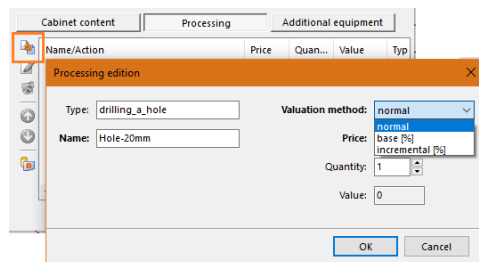 Cabinet content Processing Additional equipment
Name/Action Price Quan... Value Typ
Processing edition
Type: drilling_a_hole Valuation method: normal
normal
Name: Hole-20mm Price: base [%]
incremental [%]
Quantity: 1
Value: 0
OK Cancel